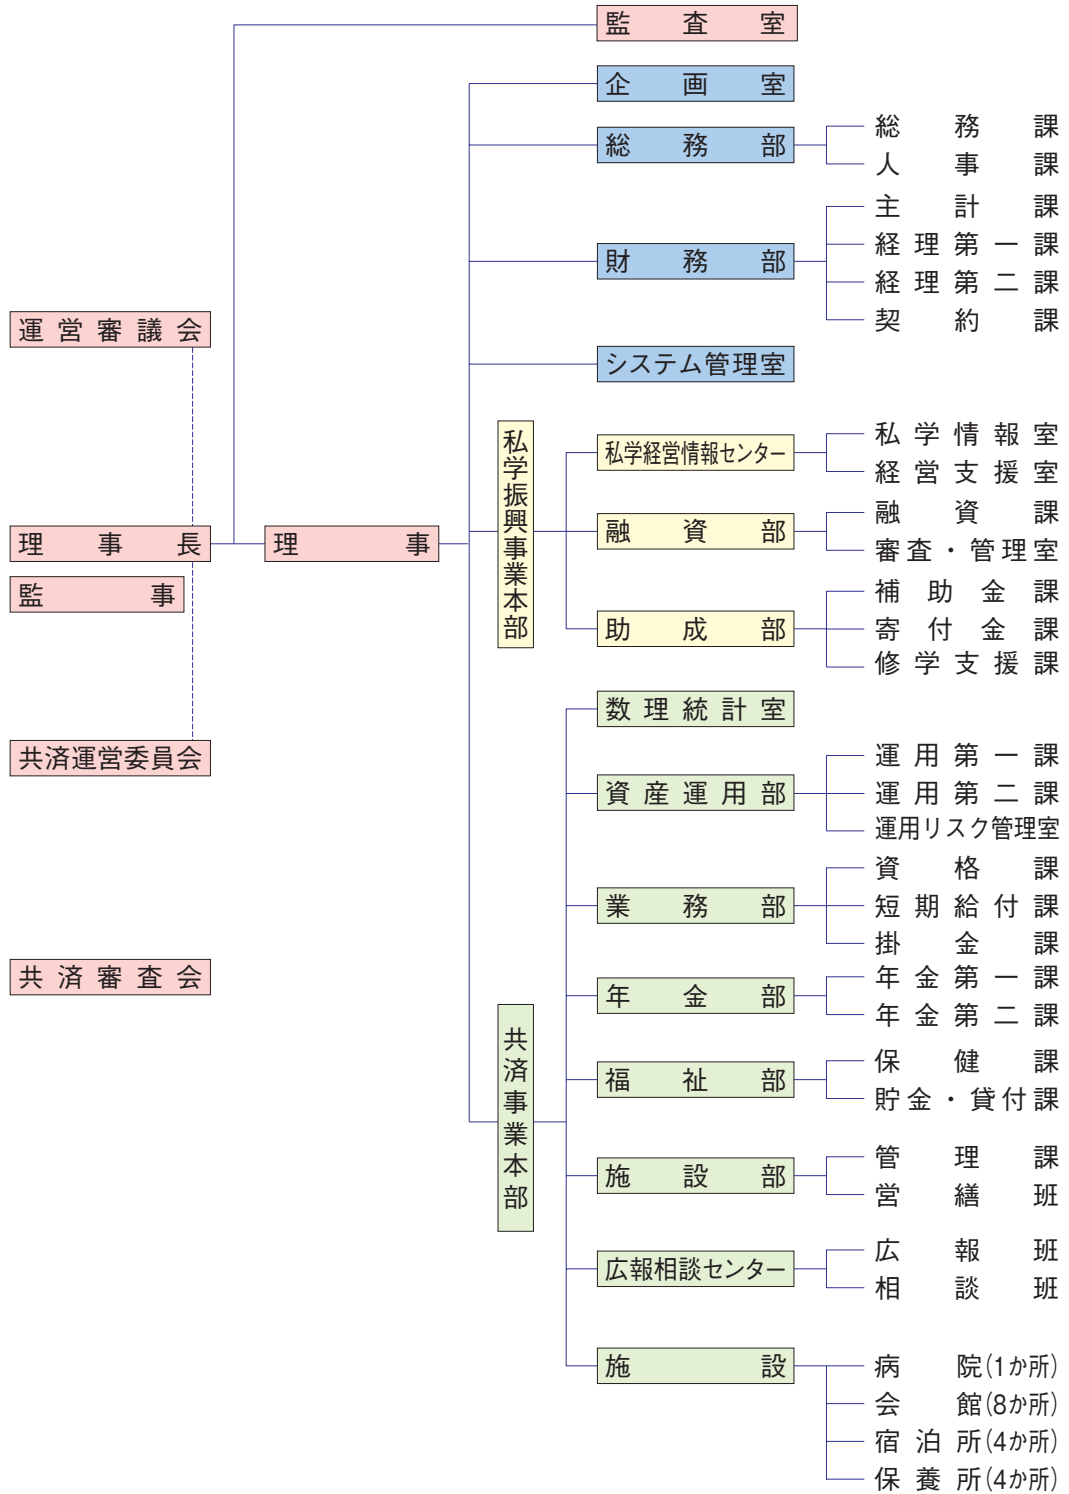 監査室
企画室
総務部
総務課
人事課
財務部
主計課
経理第一課
経理第二課
契約課
システム管理室
運営審議会
理事長
監事
共済運営委員会
共済審査会
理事
私学振興事業本部
私学経営情報センター
私学情報室
経営支援室
融資部
融資課
審査・管理室
助成部
補助金課
寄付金課
修学支援課
共済事業本部
数理統計室
資産運用部
運用第一課
運用第二課
運用リスク管理室
業務部
資格課
短期給付課
掛金課
年金部
年金第一課
年金第二課
福祉部
保健課
貯金・貸付課
施設部
管理課
営繕班
広報相談センター
広報班
相談班
施設
病院(1か所)
会館(8か所)
宿泊所(4か所)
保養所(4か所)